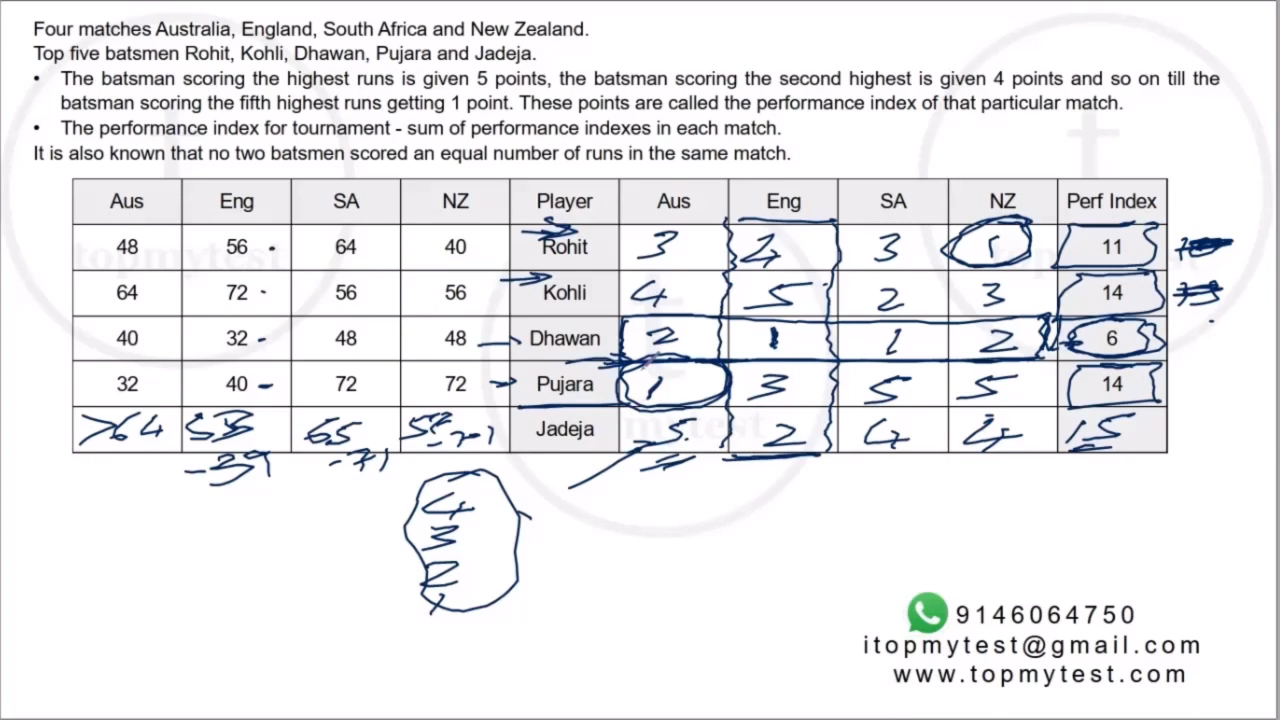 Four matches Australia, England, South Africa and New Zealand.
Top five batsmen Rohit, Kohli, Dhawan, Pujara and Jadeja.
• The batsman scoring the highest runs is given 5 points, the batsman scoring the second highest is given 4 points and so on till the
batsman scoring the fifth highest runs getting 1 point. These points are called the performance index of that particular match.
• The performance index for tournament - sum of performance indexes in each match.
It is also known that no two batsmen scored an equal number of runs in the same match.
Aus Eng SA NZ Player Aus Eng SA NZ Perf Index
48 56 64 40 Rohit 3 4 3 1 11
64 72 56 56 Kohli 4 5 2 3 14
40 32 48 48 Dhawan 2 1 1 2 6
32 40 72 72 Pujara 1 3 5 5 14
>64 65 Jadeja 5 2 4 4 15
-39 -71
4
3
2
9146064750
itopmytest@gmail.com
www.topmytest.com
topmytest